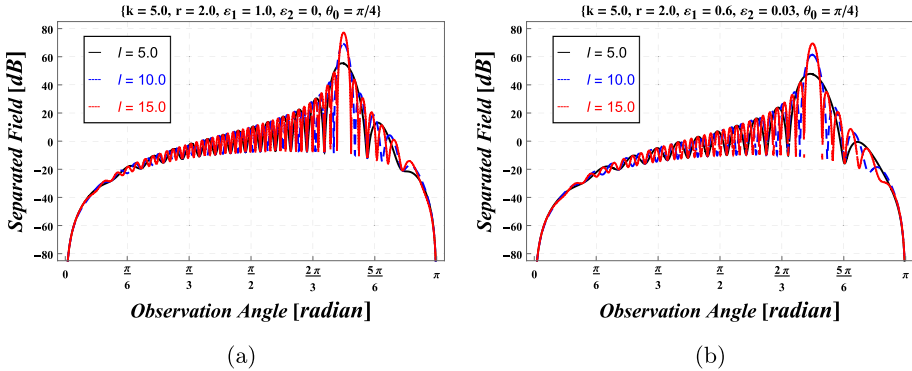 {k = 5.0, r = 2.0, ε₁ = 1.0, ε₂ = 0, θ₀ = π/4}
Separated Field [dB]
80
60
40
20
0
−20
−40
−60
−80
l = 5.0
l = 10.0
l = 15.0
0 π/6 π/3 π/2 2π/3 5π/6 π
Observation Angle [radian]
(a)
{k = 5.0, r = 2.0, ε₁ = 0.6, ε₂ = 0.03, θ₀ = π/4}
Separated Field [dB]
80
60
40
20
0
−20
−40
−60
−80
l = 5.0
l = 10.0
l = 15.0
0 π/6 π/3 π/2 2π/3 5π/6 π
Observation Angle [radian]
(b)